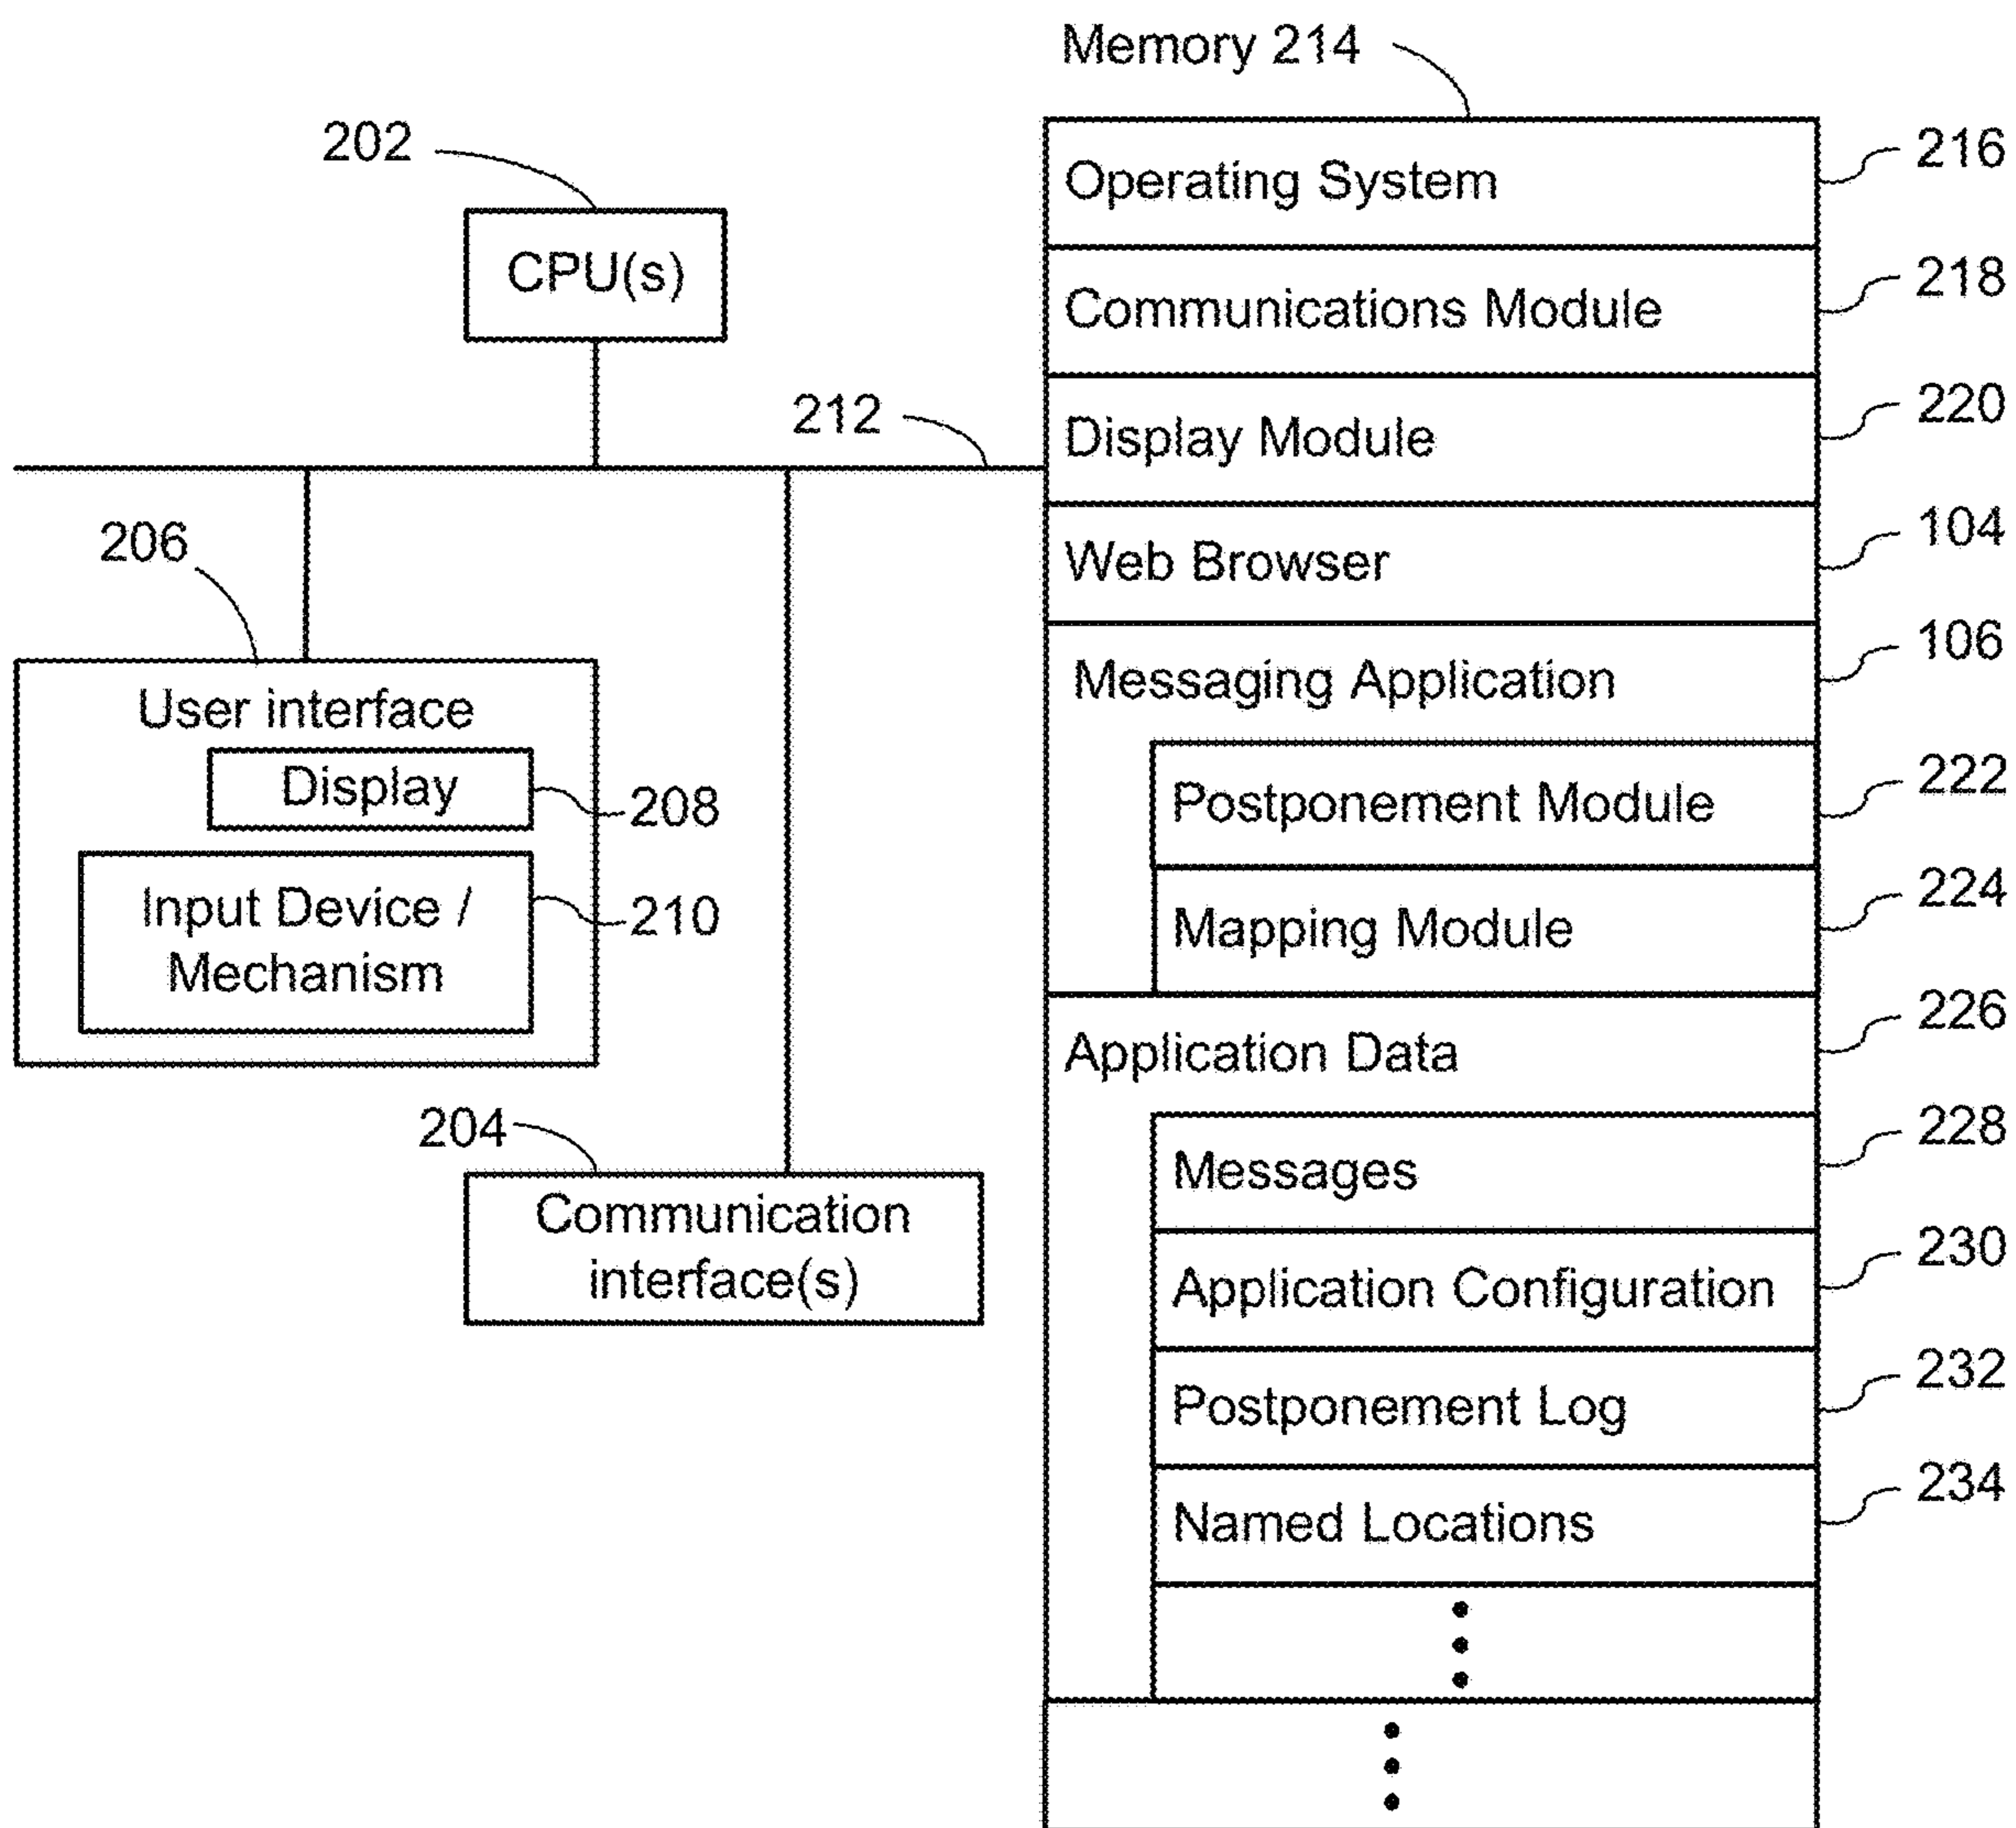 Memory 214
202
216
Operating System
CPU(s)
218
Communications Module
212
220
Display Module
206
104
Web Browser
User interface
106
Messaging Application
Display
208
222
Postponement Module
Input Device /
Mechanism
210
224
Mapping Module
226
Application Data
204
228
Messages
Communication
interface(s)
230
Application Configuration
232
Postponement Log
234
Named Locations